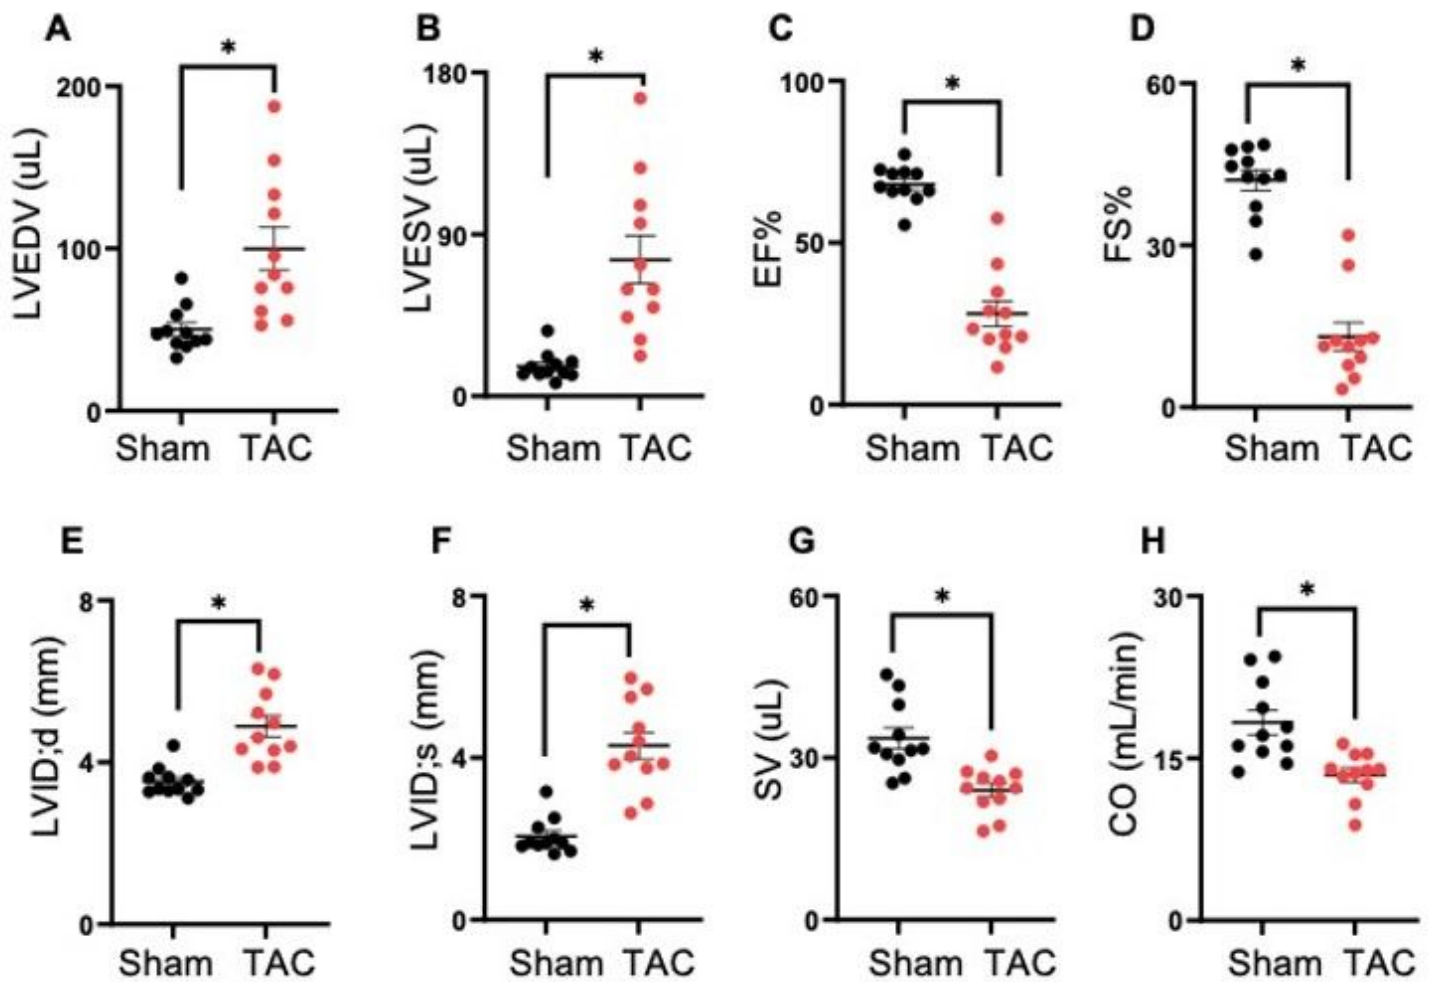 A
*
LVEDV (uL)
200
100
0
Sham TAC
B
*
LVESV (uL)
180
90
0
Sham TAC
C
*
EF%
100
50
0
Sham TAC
D
*
FS%
60
30
0
Sham TAC
E
*
LVID;d (mm)
8
4
0
Sham TAC
F
*
LVID;s (mm)
8
4
0
Sham TAC
G
*
SV (uL)
60
30
0
Sham TAC
H
*
CO (mL/min)
30
15
0
Sham TAC